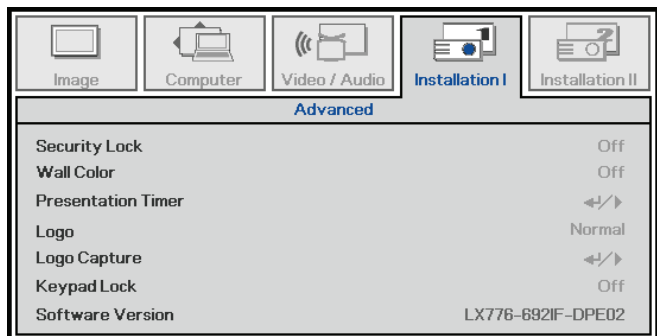 Image Computer Video / Audio Installation I Installation II
Advanced
Security Lock Off
Wall Color Off
Presentation Timer
Logo Normal
Logo Capture
Keypad Lock Off
Software Version LX776-692IF-DPE02